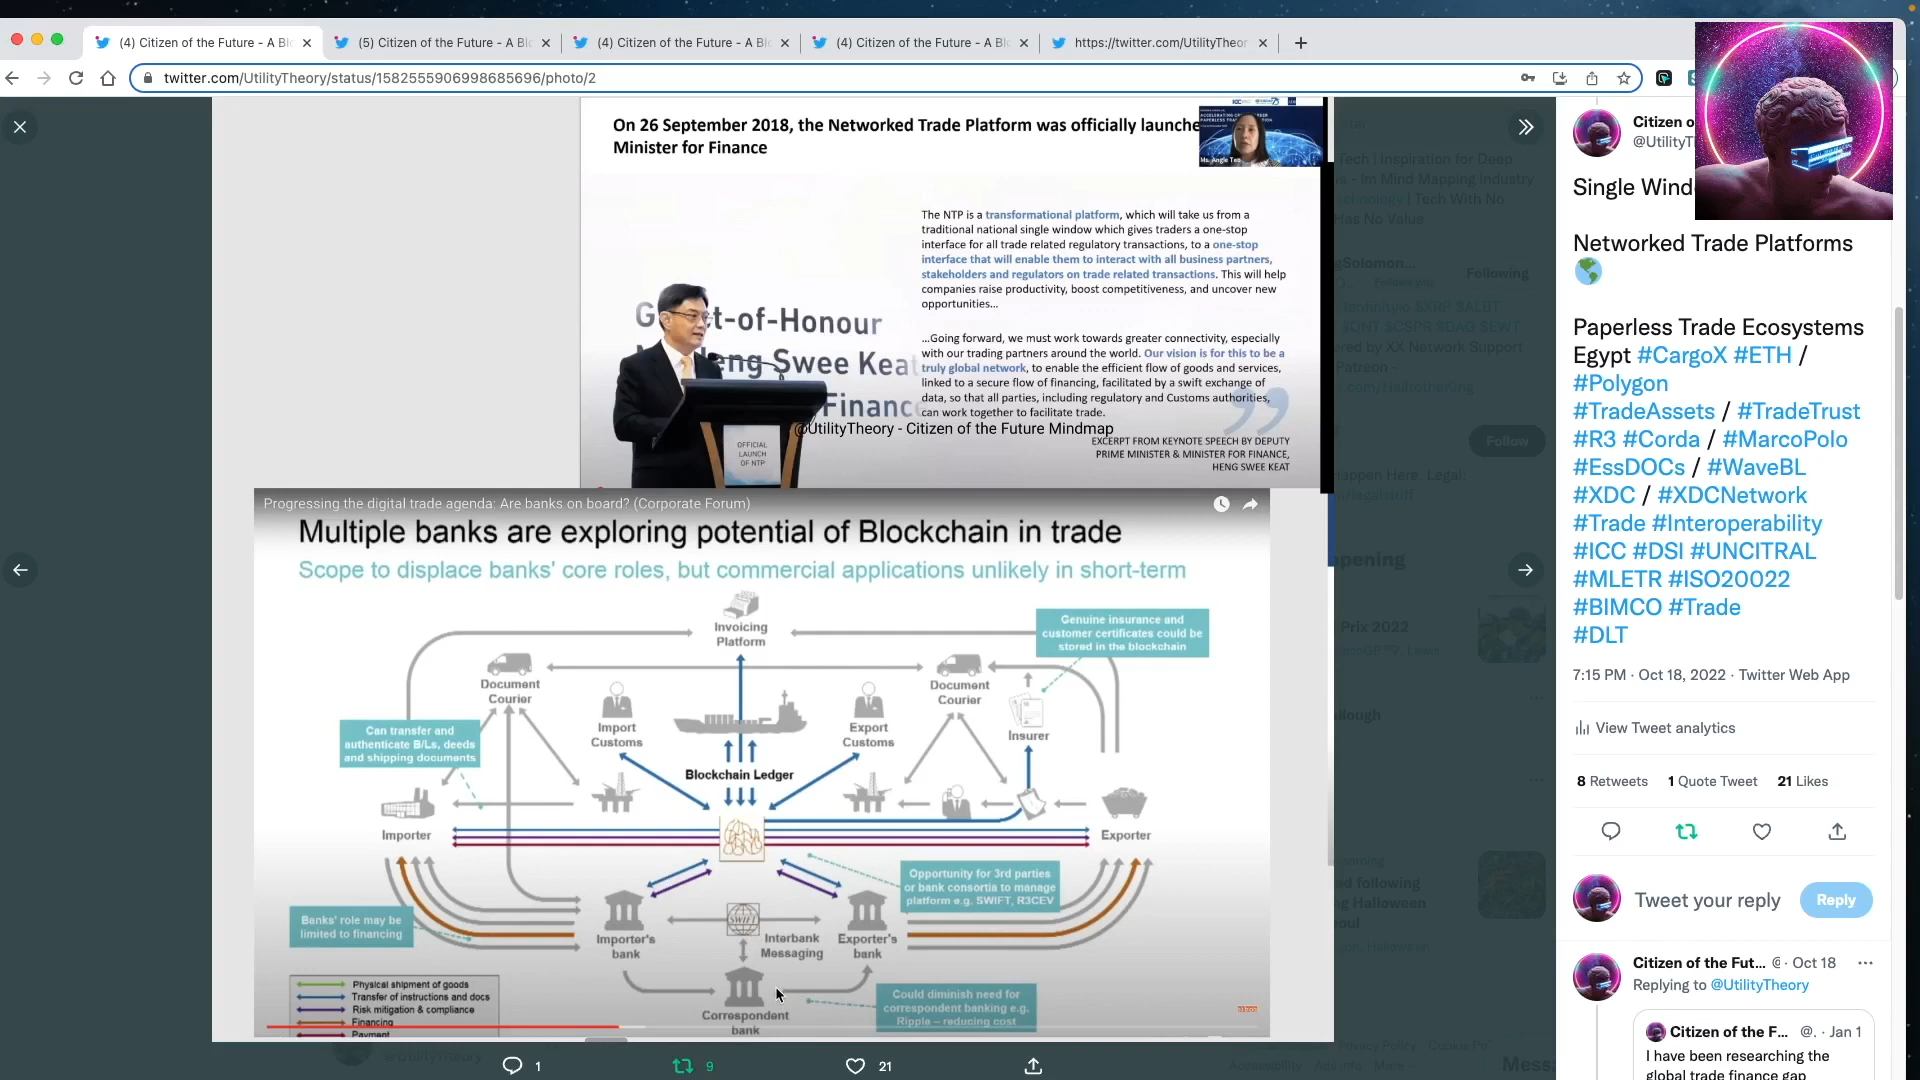 (4) Citizen of the Future - A Bl
(5) Citizen of the Future - A Bl
(4) Citizen of the Future - A Bl
(4) Citizen of the Future - A Bl
https://twitter.com/UtilityTheor
twitter.com/UtilityTheory/status/1582555906998685696/photo/2
On 26 September 2018, the Networked Trade Platform was officially launche
Minister for Finance
The NTP is a transformational platform, which will take us from a
traditional national single window which gives traders a one-stop
interface for all trade related regulatory transactions, to a one-stop
interface that will enable them to interact with all business partners,
stakeholders and regulators on trade related transactions. This will help
companies raise productivity, boost competitiveness, and uncover new
opportunities...
...Going forward, we must work towards greater connectivity, especially
with our trading partners around the world. Our vision is for this to be a
truly global network, to enable the efficient flow of goods and services,
linked to a secure flow of financing, facilitated by a swift exchange of
data, so that all parties, including regulatory and Customs authorities,
can work together to facilitate trade.
@UtilityTheory - Citizen of the Future Mindmap
EXCERPT FROM KEYNOTE SPEECH BY DEPUTY
PRIME MINISTER & MINISTER FOR FINANCE,
HENG SWEE KEAT
t-of-Honour
eng Swee Keat
Finance
OFFICIAL
LAUNCH
OF NTP
Progressing the digital trade agenda: Are banks on board? (Corporate Forum)
Multiple banks are exploring potential of Blockchain in trade
Scope to displace banks' core roles, but commercial applications unlikely in short-term
Invoicing
Platform
Genuine insurance and
customer certificates could be
stored in the blockchain
Document
Courier
Document
Courier
Import
Customs
Export
Customs
Insurer
Can transfer and
authenticate B/Ls, deeds
and shipping documents
Blockchain Ledger
Importer
Exporter
Opportunity for 3rd parties
or bank consortia to manage
platform e.g. SWIFT, R3CEV
Banks' role may be
limited to financing
Importer's
bank
SWIFT
Interbank
Messaging
Exporter's
bank
Correspondent
bank
Could diminish need for
correspondent banking e.g.
Ripple – reducing cost
Physical shipment of goods
Transfer of instructions and docs
Risk mitigation & compliance
Financing
Payment
1
9
21
Citizen o
@UtilityT
Single Wind
Networked Trade Platforms
Paperless Trade Ecosystems
Egypt #CargoX #ETH /
#Polygon
#TradeAssets / #TradeTrust
#R3 #Corda / #MarcoPolo
#EssDOCs / #WaveBL
#XDC / #XDCNetwork
#Trade #Interoperability
#ICC #DSI #UNCITRAL
#MLETR #ISO20022
#BIMCO #Trade
#DLT
7:15 PM · Oct 18, 2022 · Twitter Web App
View Tweet analytics
8 Retweets 1 Quote Tweet 21 Likes
Tweet your reply
Reply
Citizen of the Fut... @ · Oct 18
Replying to @UtilityTheory
Citizen of the F... @. · Jan 1
I have been researching the
global trade finance gap